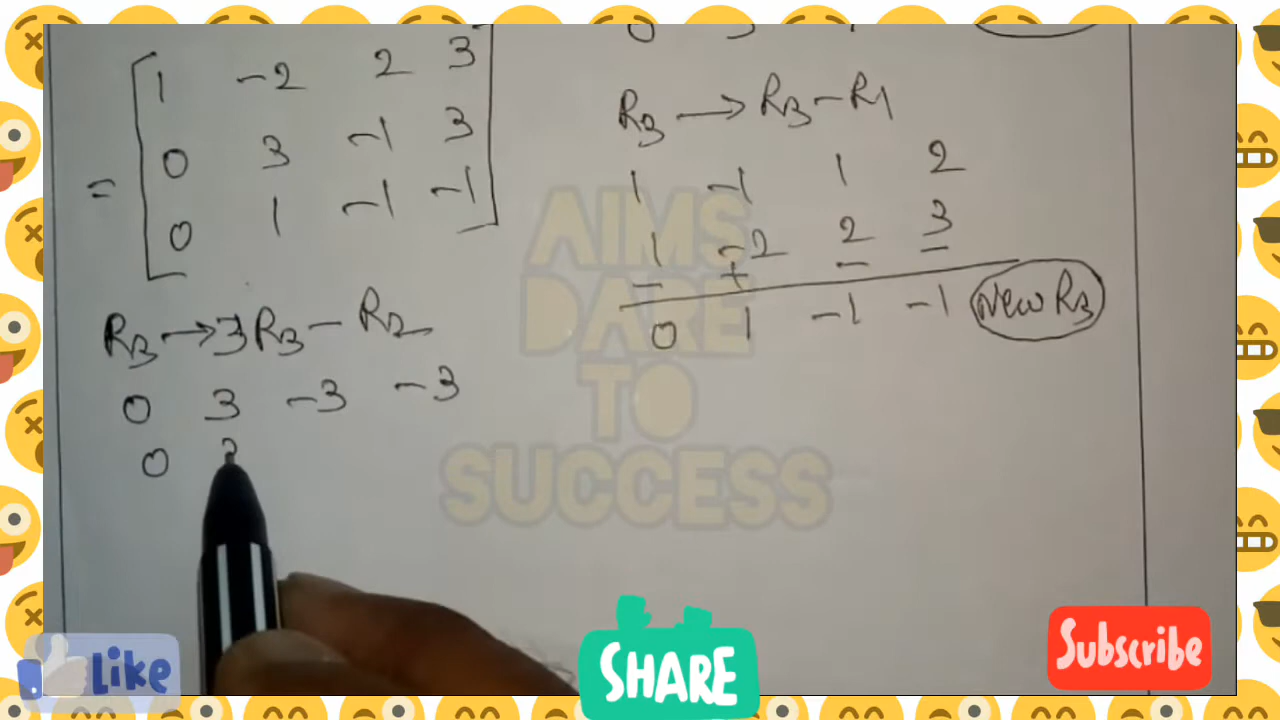 1 -2 2 3
0 3 -1 3
= 0 1 -1 -1
R3 → 3R3 - R2
0 3 -3 -3
0
R3 → R3 - R1
1 -1 1 2
1 -2 2 3
- + - -
0 1 -1 -1 New R3
AIMS
DARE
TO
SUCCESS
Like
SHARE
Subscribe